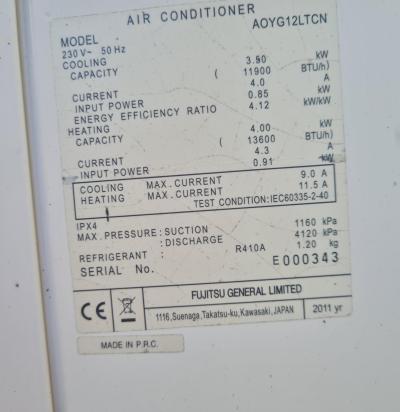 AIR CONDITIONER
MODEL AOYG12LTCN
230 V~ 50 Hz
COOLING
CAPACITY 3.50 kW
( 11900 BTU/h)
CURRENT 4.0 A
INPUT POWER 0.85 kW
ENERGY EFFICIENCY RATIO 4.12 kW/kW
HEATING
CAPACITY 4.00 kW
( 13600 BTU/h)
CURRENT 4.3 A
INPUT POWER 0.91 kW
COOLING MAX. CURRENT 9.0 A
HEATING MAX. CURRENT 11.5 A
TEST CONDITION:IEC60335-2-40
IPX4
MAX. PRESSURE:SUCTION 1160 kPa
:DISCHARGE 4120 kPa
REFRIGERANT : R410A 1.20 kg
SERIAL No. E000343
CE
FUJITSU GENERAL LIMITED
1116,Suenaga,Takatsu-ku,Kawasaki,JAPAN 2011 yr
MADE IN P.R.C.